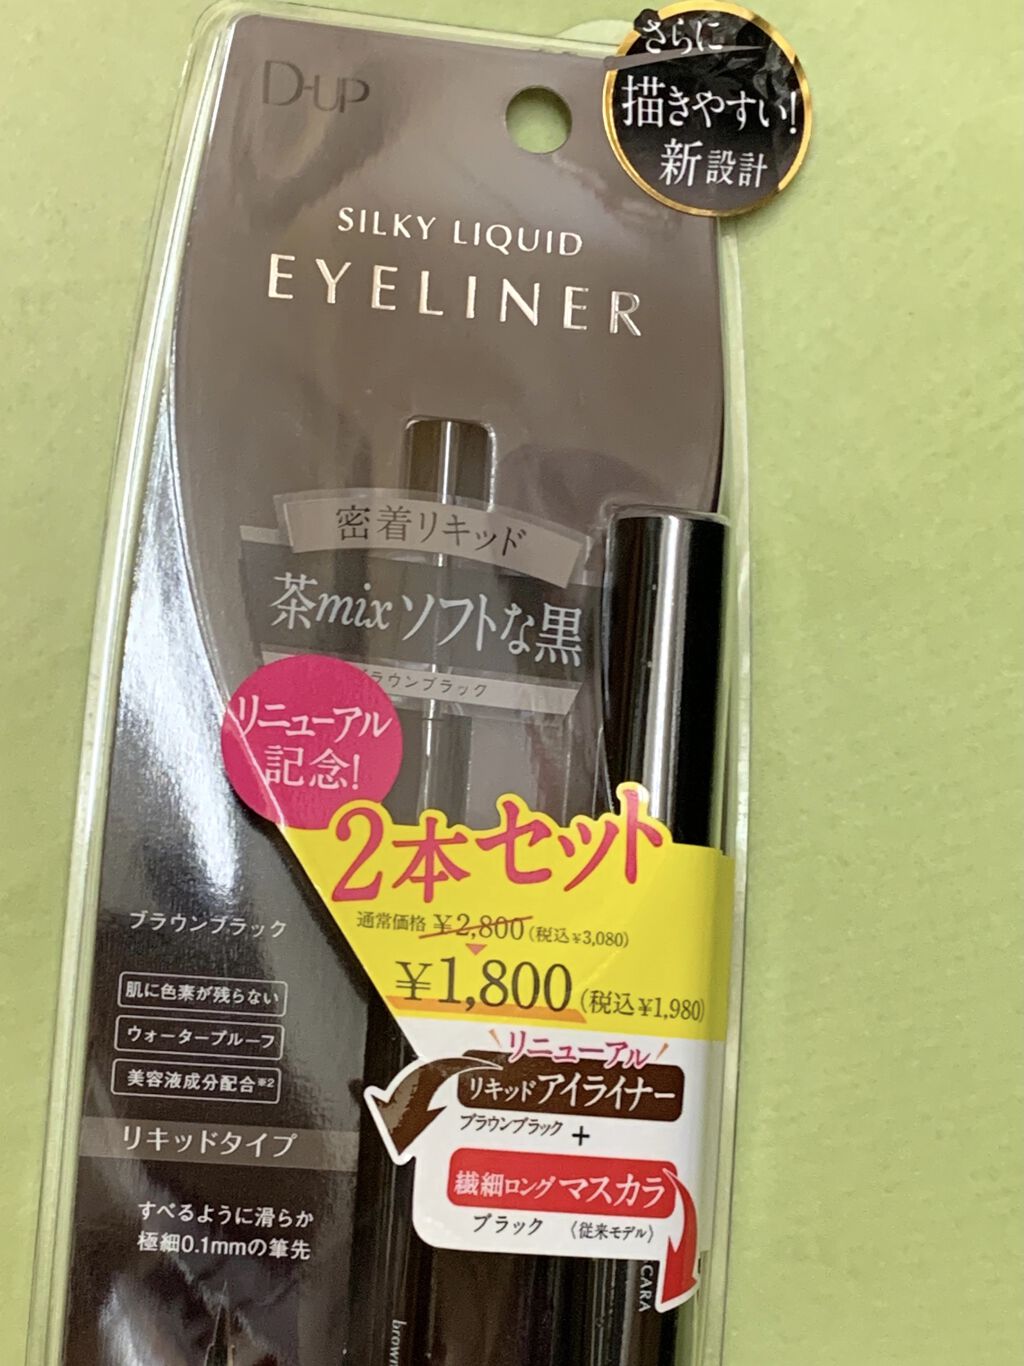 D-UP
さらに
描きやすい!
新設計
SILKY LIQUID
EYELINER
密着リキッド
茶mixソフトな黒
ラウンブラック
リニューアル
記念!
2本セット
通常価格 ¥2,800 (税込¥3,080)
¥1,800 (税込¥1,980)
ブラウンブラック
肌に色素が残らない
ウォータープルーフ
美容液成分配合※2
リキッドタイプ
すべるように滑らか
極細0.1mmの筆先
リニューアル
リキッドアイライナー
ブラウンブラック +
繊細ロングマスカラ
ブラック 〈従来モデル〉
CARA
brown